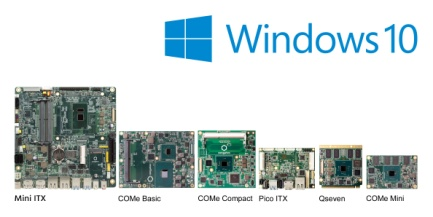 Windows 10
Mini ITX
COMe Basic
COMe Compact
Pico ITX
Qseven
COMe Mini